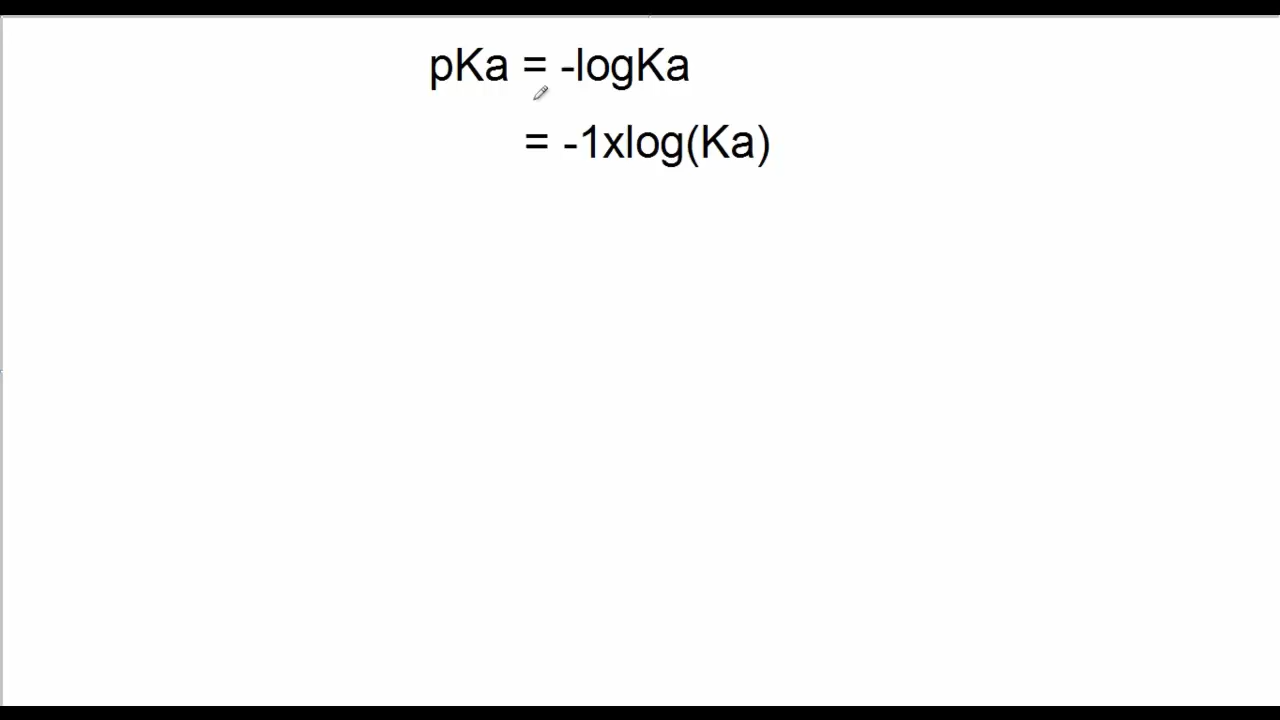 pKa = -logKa
= -1xlog(Ka)